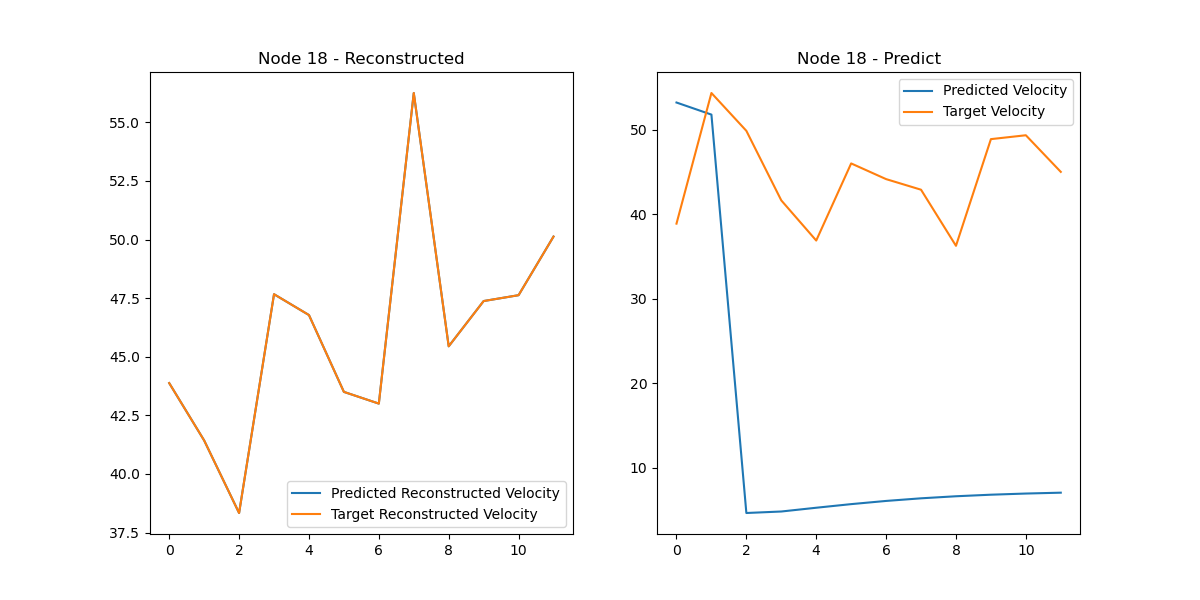 Node 18 - Reconstructed
55.0
52.5
50.0
47.5
45.0
42.5
40.0
37.5
0 2 4 6 8 10
Predicted Reconstructed Velocity
Target Reconstructed Velocity
Node 18 - Predict
50
40
30
20
10
0 2 4 6 8 10
Predicted Velocity
Target Velocity